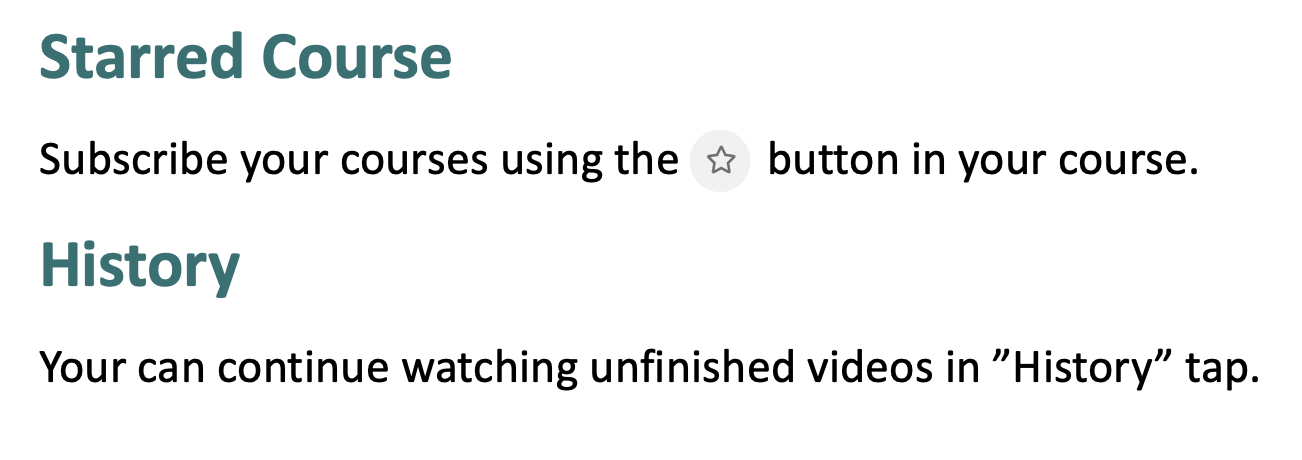 Starred Course
Subscribe your courses using the button in your course.
History
Your can continue watching unfinished videos in ”History” tap.